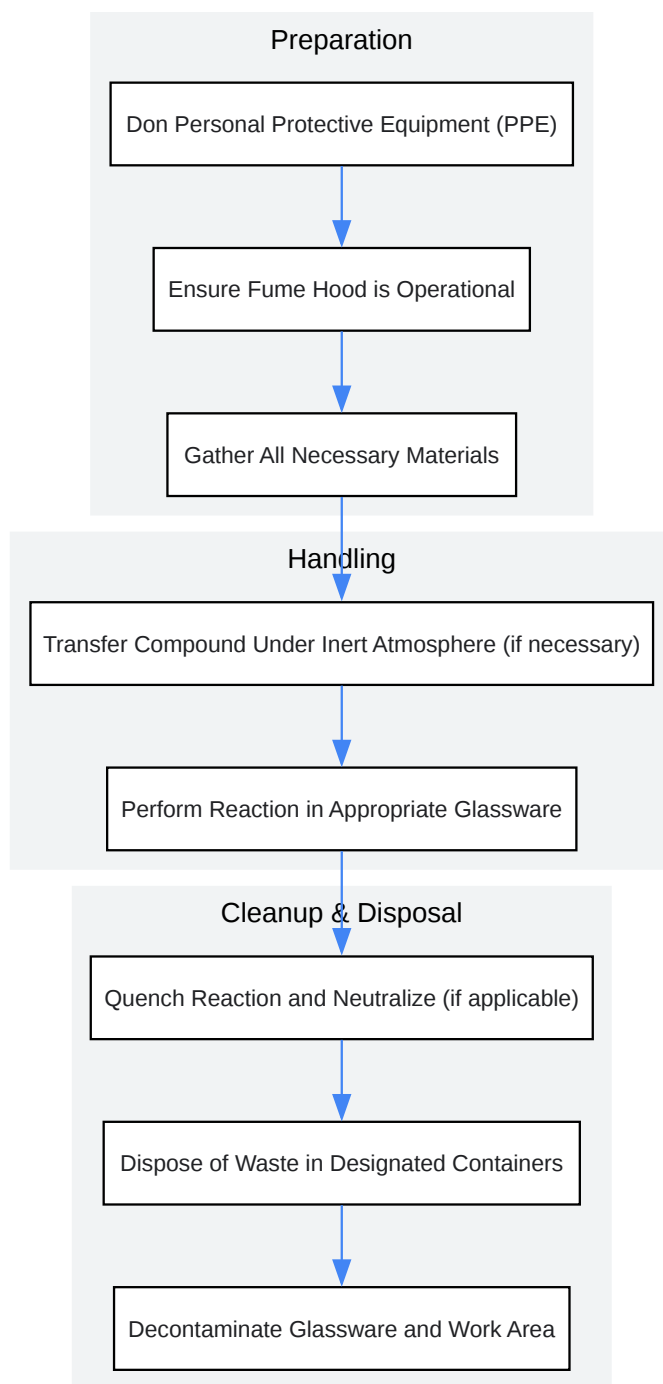 Preparation
Don Personal Protective Equipment (PPE)
Ensure Fume Hood is Operational
Gather All Necessary Materials
Handling
Transfer Compound Under Inert Atmosphere (if necessary)
Perform Reaction in Appropriate Glassware
Cleanup & Disposal
Quench Reaction and Neutralize (if applicable)
Dispose of Waste in Designated Containers
Decontaminate Glassware and Work Area